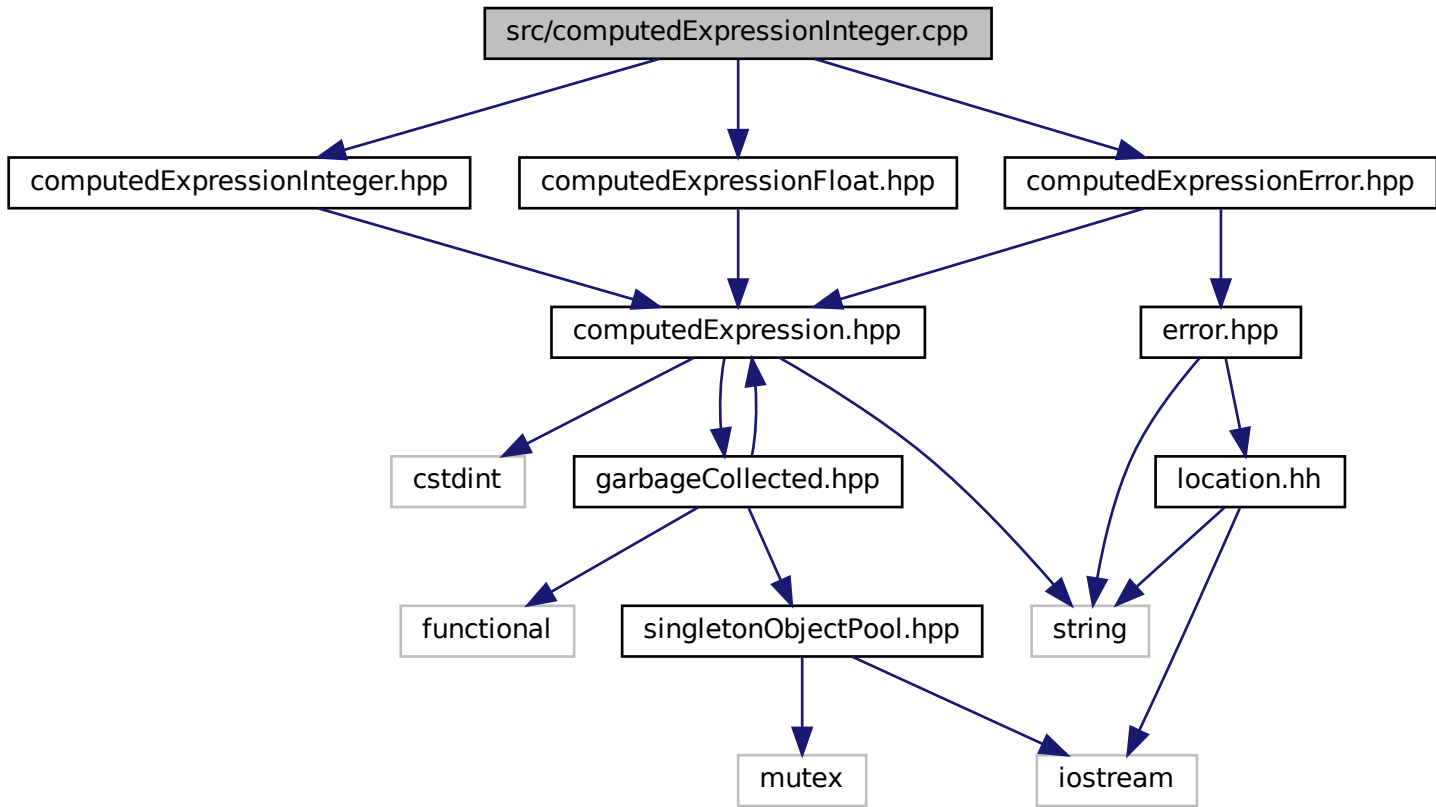 src/computedExpressionInteger.cpp
computedExpressionInteger.hpp
computedExpressionFloat.hpp
computedExpressionError.hpp
computedExpression.hpp
error.hpp
cstdint
garbageCollected.hpp
location.hh
functional
singletonObjectPool.hpp
string
mutex
iostream